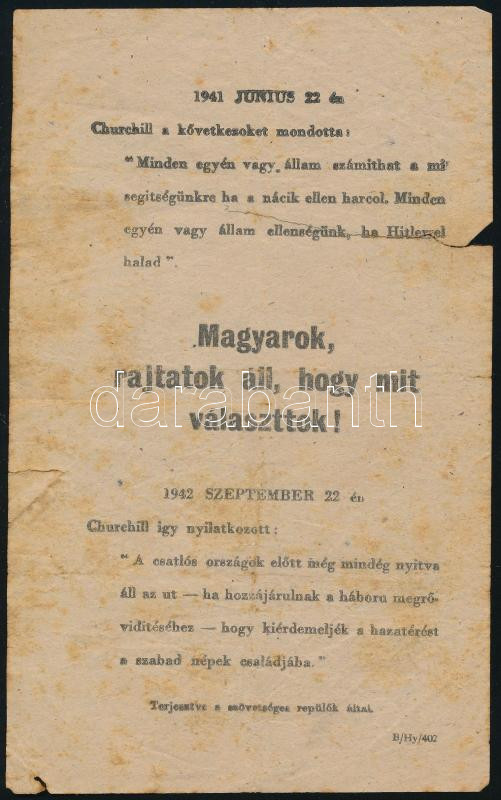 1941 JUNIUS 22 én
Churchill a kővetkezoket mondotta:
"Minden egyén vagy állam számithat a mi
segitségünkre ha a nácik ellen harcol. Minden
egyén vagy állam ellenségünk, ha Hitlerrel
halad".
Magyarok,
rajtatok áll, hogy mit
választtok!
darabanth
1942 SZEPTEMBER 22 én
Churchill igy nyilatkozott:
"A csatlós országok előtt még mindég nyitva
áll az ut — ha hozzájárulnak a háboru megrő-
viditéséhez — hogy kiérdemeljék a hazatérést
a szabad népek családjába."
Terjesztve a szövetséges repülők által.
B/Hy/402